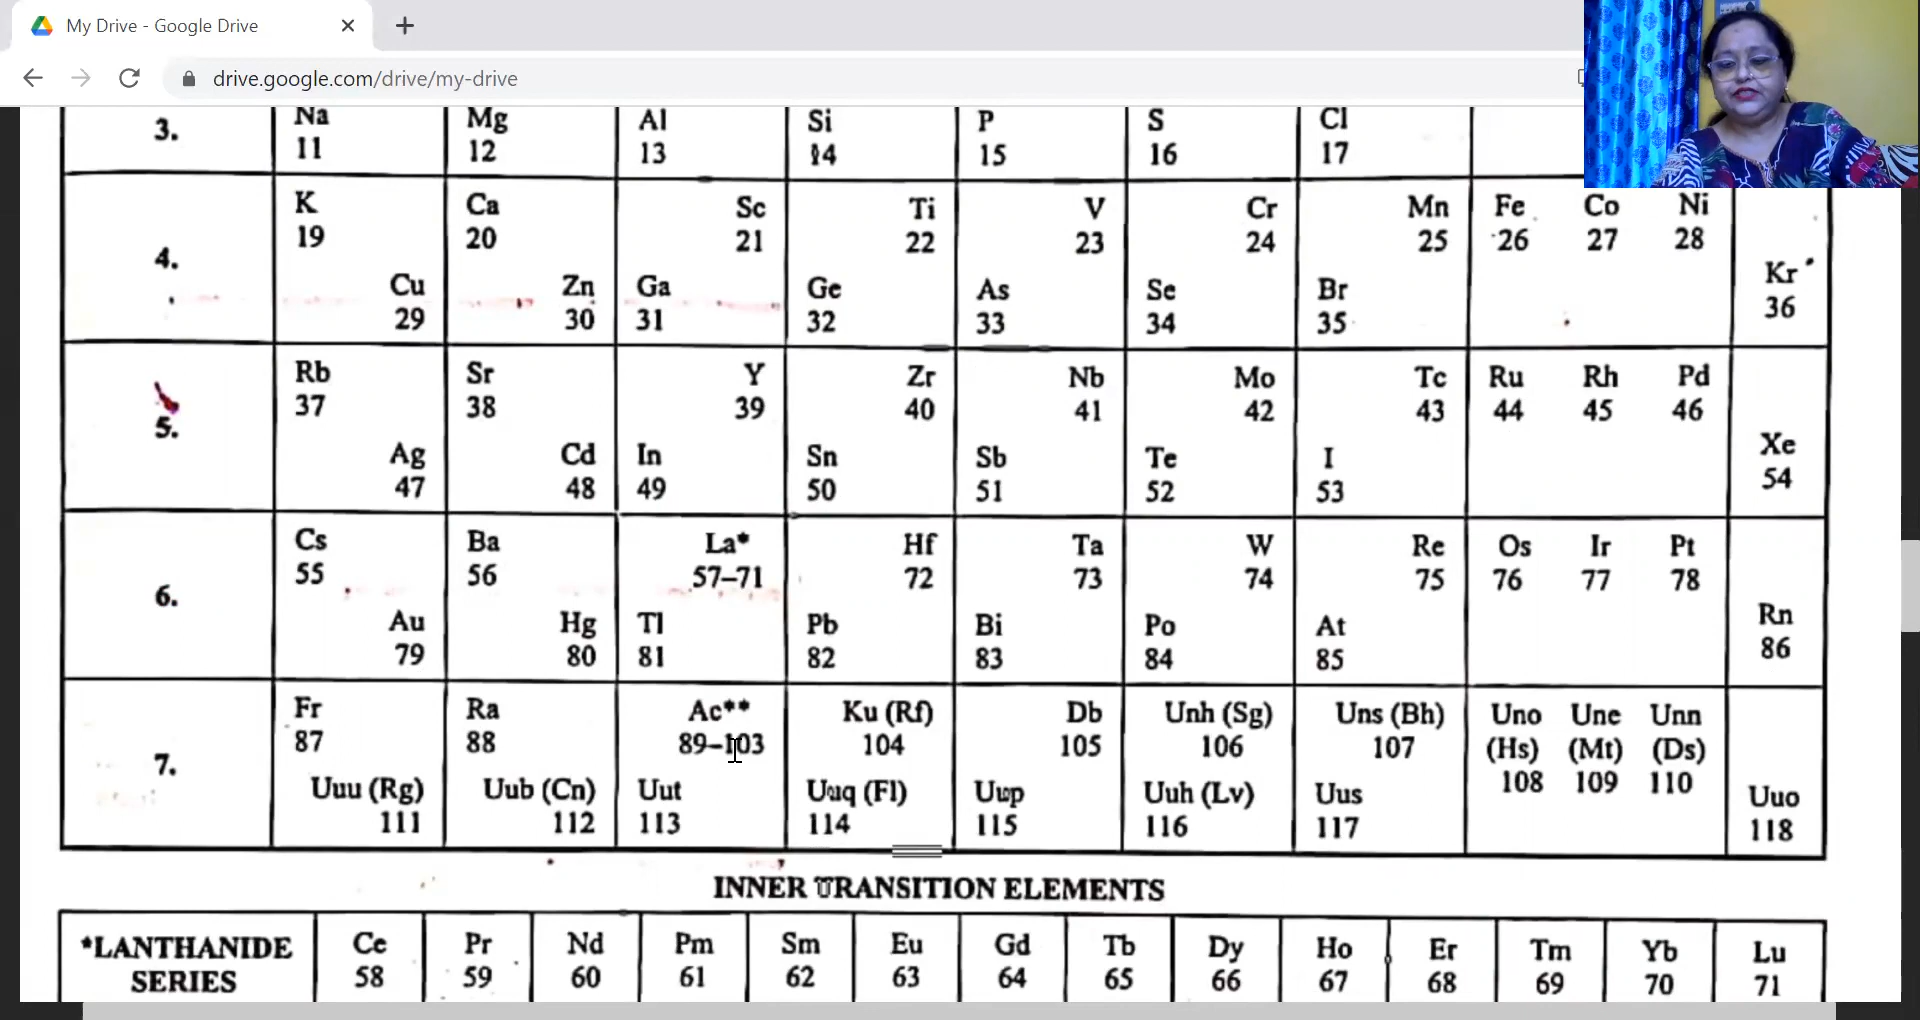 My Drive - Google Drive
drive.google.com/drive/my-drive
3. Na Mg Al Si P S Cl
11 12 13 14 15 16 17
K Ca Sc Ti V Cr Mn Fe Co Ni
19 20 21 22 23 24 25 26 27 28
4.
Cu Zn Ga Ge As Se Br Kr
29 30 31 32 33 34 35 36
Rb Sr Y Zr Nb Mo Tc Ru Rh Pd
37 38 39 40 41 42 43 44 45 46
5.
Ag Cd In Sn Sb Te I Xe
47 48 49 50 51 52 53 54
Cs Ba La* Hf Ta W Re Os Ir Pt
55 56 57–71 72 73 74 75 76 77 78
6.
Au Hg Tl Pb Bi Po At Rn
79 80 81 82 83 84 85 86
Fr Ra Ac** Ku (Rf) Db Unh (Sg) Uns (Bh) Uno Une Unn
87 88 89–103 104 105 106 107 (Hs) (Mt) (Ds)
7. 108 109 110
Uuu (Rg) Uub (Cn) Uut Uuq (Fl) Uup Uuh (Lv) Uus Uuo
111 112 113 114 115 116 117 118
INNER TRANSITION ELEMENTS
*LANTHANIDE Ce Pr Nd Pm Sm Eu Gd Tb Dy Ho Er Tm Yb Lu
SERIES 58 59 60 61 62 63 64 65 66 67 68 69 70 71